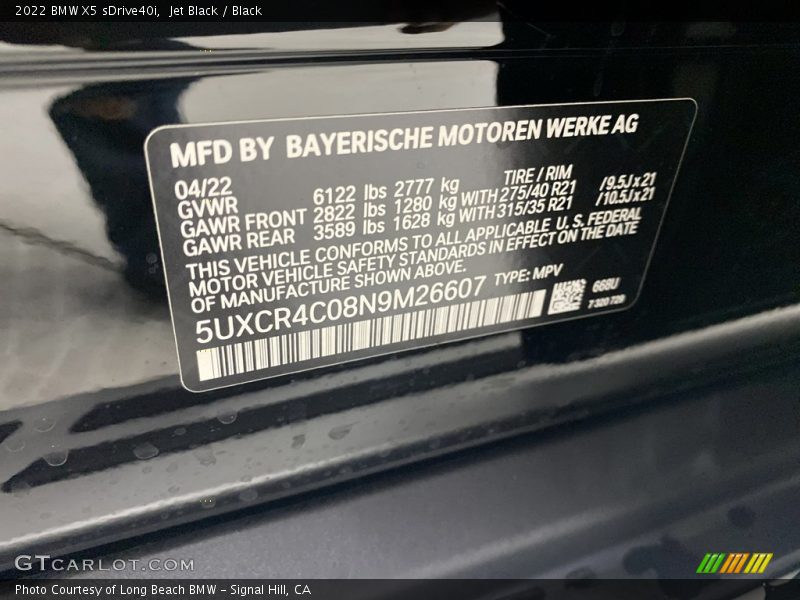 2022 BMW X5 sDrive40i, Jet Black / Black
MFD BY BAYERISCHE MOTOREN WERKE AG
04/22 TIRE / RIM
GVWR 6122 lbs 2777 kg
GAWR FRONT 2822 lbs 1280 kg WITH 275/40 R21 /9.5Jx21
GAWR REAR 3589 lbs 1628 kg WITH 315/35 R21 /10.5Jx21
THIS VEHICLE CONFORMS TO ALL APPLICABLE U.S. FEDERAL
MOTOR VEHICLE SAFETY STANDARDS IN EFFECT ON THE DATE
OF MANUFACTURE SHOWN ABOVE.
5UXCR4C08N9M26607 TYPE: MPV
668U
7 320 729
GTCARLOT.COM
Photo Courtesy of Long Beach BMW - Signal Hill, CA